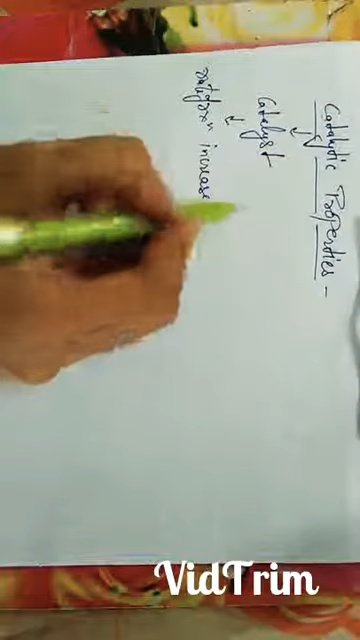 Catalytic Properties -
↓
Catalyst
↓
rate of rxn increase
VidTrim